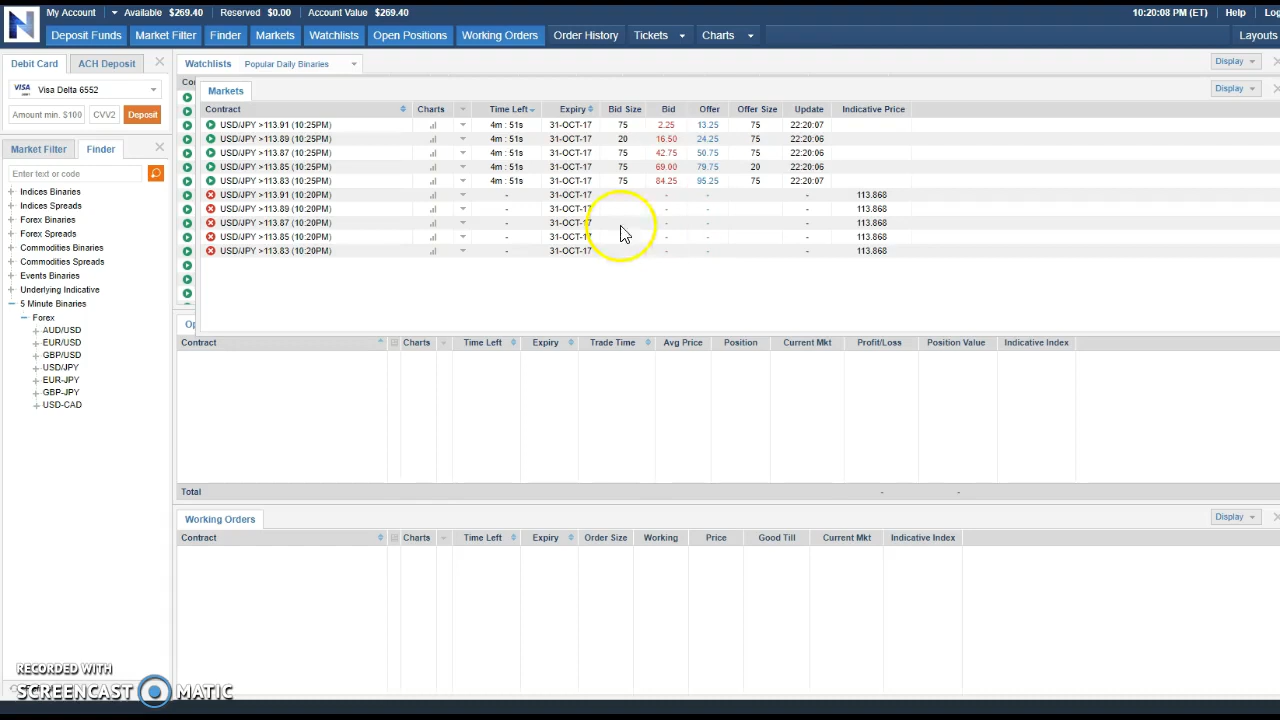 My Account Available $269.40 Reserved $0.00 Account Value $269.40 10:20:08 PM (ET) Help Log
N
Deposit Funds Market Filter Finder Markets Watchlists Open Positions Working Orders Order History Tickets Charts Layouts
Debit Card ACH Deposit
VISA Visa Delta 6552
Amount min. $100 CVV2 Deposit
Market Filter Finder
Enter text or code
Indices Binaries
Indices Spreads
Forex Binaries
Forex Spreads
Commodities Binaries
Commodities Spreads
Events Binaries
Underlying Indicative
5 Minute Binaries
Forex
AUD/USD
EUR/USD
GBP/USD
USD/JPY
EUR-JPY
GBP-JPY
USD-CAD
Watchlists Popular Daily Binaries Display
Markets Display
Contract Charts Time Left Expiry Bid Size Bid Offer Offer Size Update Indicative Price
USD/JPY >113.91 (10:25PM) 4m : 51s 31-OCT-17 75 2.25 13.25 75 22:20:07
USD/JPY >113.89 (10:25PM) 4m : 51s 31-OCT-17 20 16.50 24.25 75 22:20:06
USD/JPY >113.87 (10:25PM) 4m : 51s 31-OCT-17 75 42.75 50.75 75 22:20:06
USD/JPY >113.85 (10:25PM) 4m : 51s 31-OCT-17 75 69.00 79.75 20 22:20:06
USD/JPY >113.83 (10:25PM) 4m : 51s 31-OCT-17 75 84.25 95.25 75 22:20:07
USD/JPY >113.91 (10:20PM) - 31-OCT-17 - - - 113.868
USD/JPY >113.89 (10:20PM) - 31-OCT-17 - - - 113.868
USD/JPY >113.87 (10:20PM) - 31-OCT-17 - - - 113.868
USD/JPY >113.85 (10:20PM) - 31-OCT-17 - - - 113.868
USD/JPY >113.83 (10:20PM) - 31-OCT-17 - - - 113.868
Contract Charts Time Left Expiry Trade Time Avg Price Position Current Mkt Profit/Loss Position Value Indicative Index
Total - -
Working Orders Display
Contract Charts Time Left Expiry Order Size Working Price Good Till Current Mkt Indicative Index
RECORDED WITH
SCREENCAST MATIC